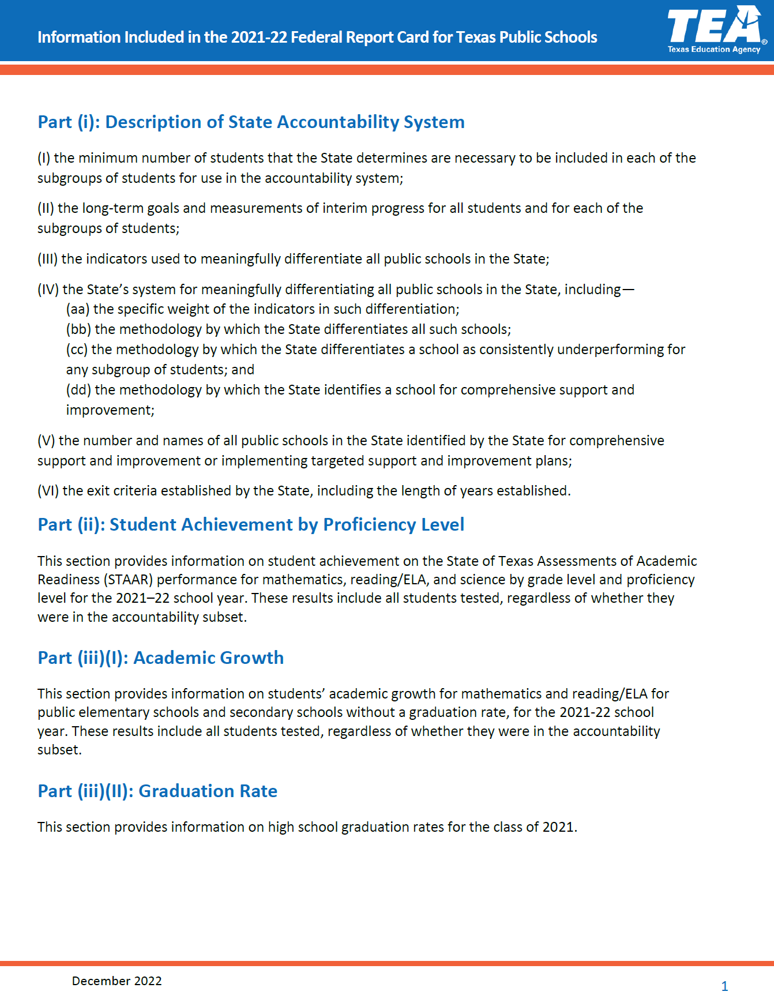 Information Included in the 2021-22 Federal Report Card for Texas Public Schools
TEA®
Texas Education Agency
Part (i): Description of State Accountability System
(I) the minimum number of students that the State determines are necessary to be included in each of the
subgroups of students for use in the accountability system;
(II) the long-term goals and measurements of interim progress for all students and for each of the
subgroups of students;
(III) the indicators used to meaningfully differentiate all public schools in the State;
(IV) the State’s system for meaningfully differentiating all public schools in the State, including—
(aa) the specific weight of the indicators in such differentiation;
(bb) the methodology by which the State differentiates all such schools;
(cc) the methodology by which the State differentiates a school as consistently underperforming for
any subgroup of students; and
(dd) the methodology by which the State identifies a school for comprehensive support and
improvement;
(V) the number and names of all public schools in the State identified by the State for comprehensive
support and improvement or implementing targeted support and improvement plans;
(VI) the exit criteria established by the State, including the length of years established.
Part (ii): Student Achievement by Proficiency Level
This section provides information on student achievement on the State of Texas Assessments of Academic
Readiness (STAAR) performance for mathematics, reading/ELA, and science by grade level and proficiency
level for the 2021–22 school year. These results include all students tested, regardless of whether they
were in the accountability subset.
Part (iii)(I): Academic Growth
This section provides information on students’ academic growth for mathematics and reading/ELA for
public elementary schools and secondary schools without a graduation rate, for the 2021-22 school
year. These results include all students tested, regardless of whether they were in the accountability
subset.
Part (iii)(II): Graduation Rate
This section provides information on high school graduation rates for the class of 2021.
December 2022
1